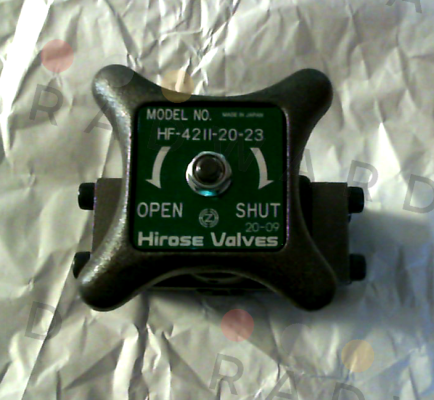 MODEL NO. MADE IN JAPAN
HF-4211-20-23
OPEN SHUT
20-09
Hirose Valves